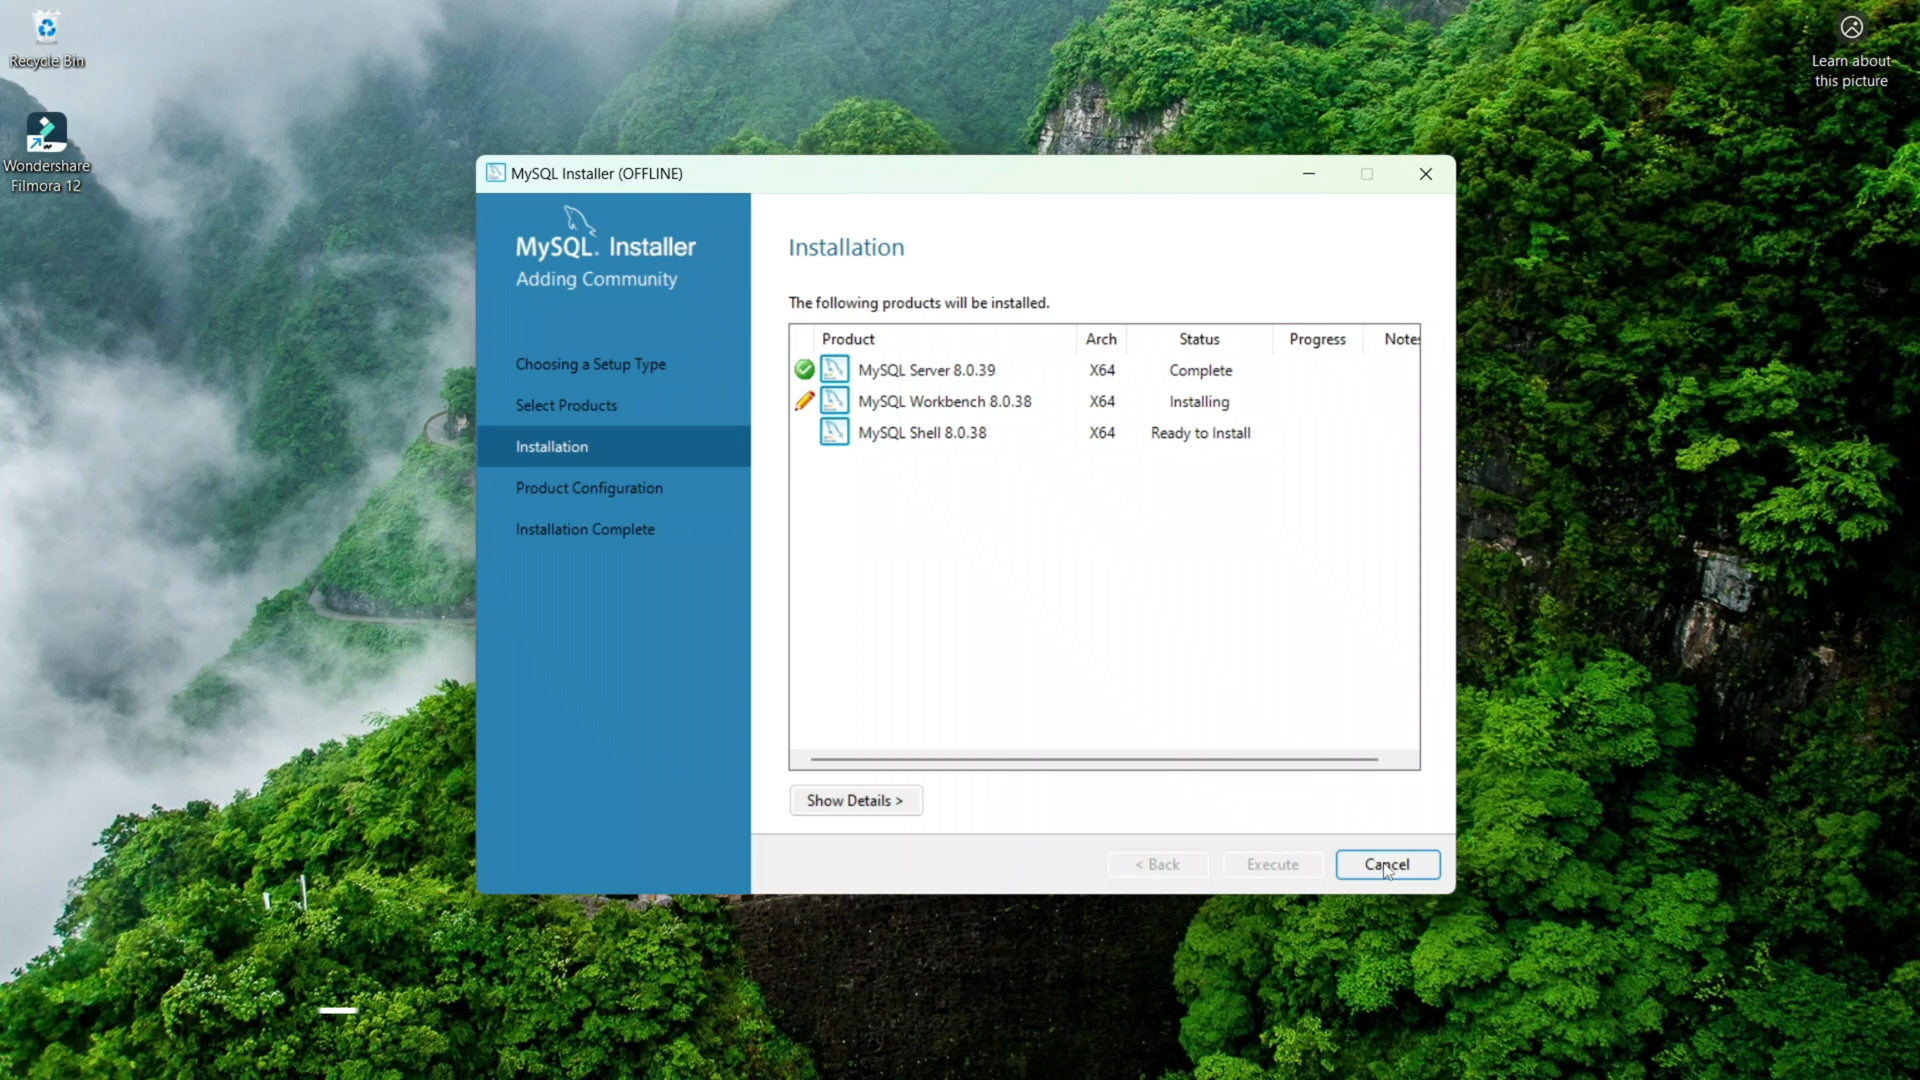 Recycle Bin
Wondershare
Filmora 12
Learn about
this picture
MySQL Installer (OFFLINE)
MySQL. Installer
Adding Community
Choosing a Setup Type
Select Products
Installation
Product Configuration
Installation Complete
Installation
The following products will be installed.
Product Arch Status Progress Notes
MySQL Server 8.0.39 X64 Complete
MySQL Workbench 8.0.38 X64 Installing
MySQL Shell 8.0.38 X64 Ready to Install
Show Details >
< Back Execute Cancel